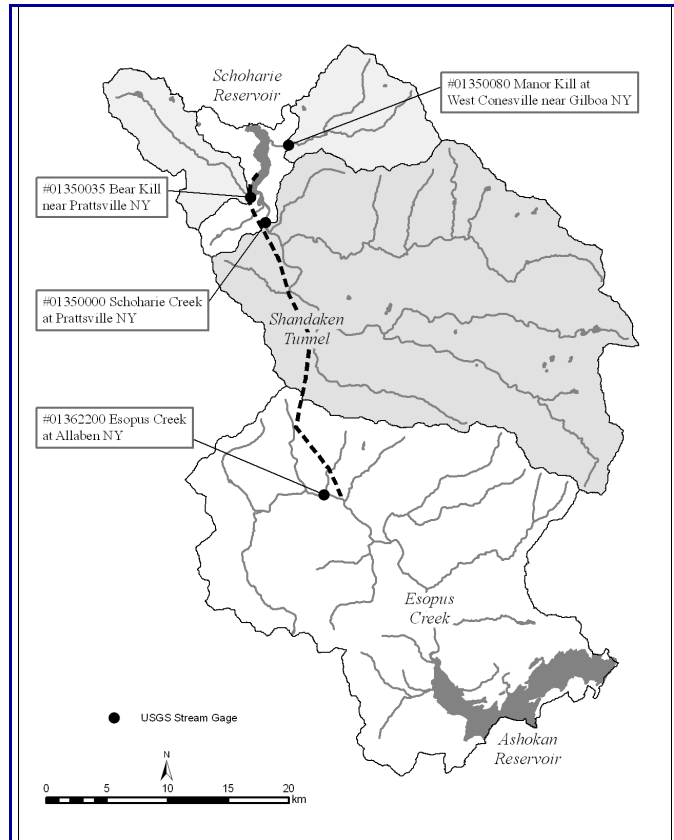 Schoharie
Reservoir
#01350080 Manor Kill at
West Conesville near Gilboa NY
#01350035 Bear Kill
near Prattsville NY
#01350000 Schoharie Creek
at Prattsville NY
Shandaken
Tunnel
#01362200 Esopus Creek
at Allaben NY
Esopus
Creek
USGS Stream Gage
Ashokan
Reservoir
N
0 5 10 15 20
km